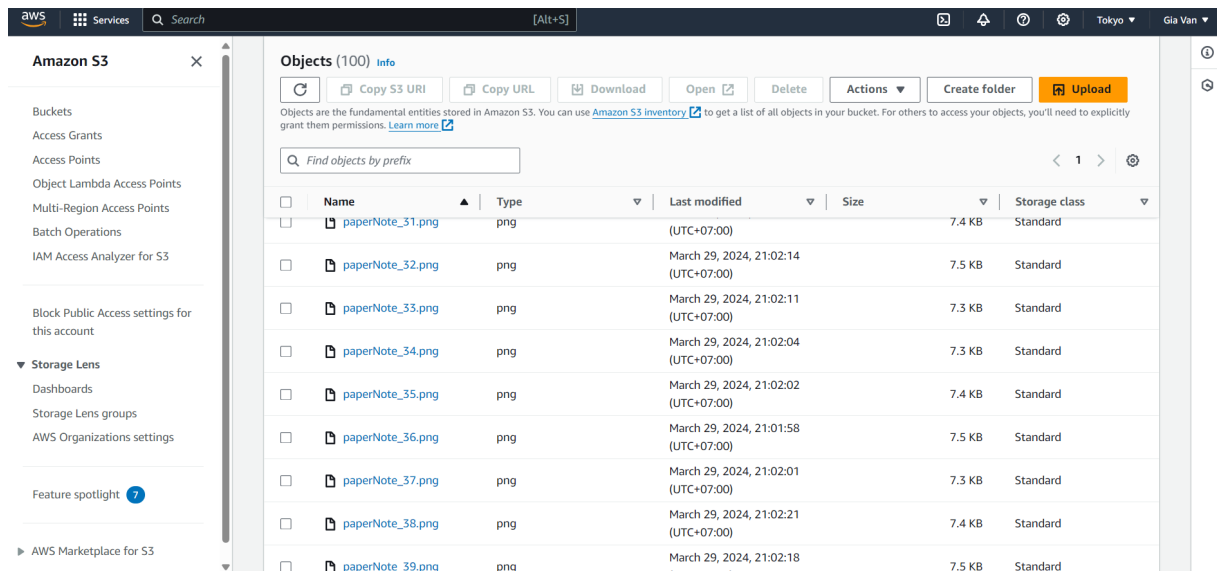 aws Services Search [Alt+S] Tokyo ▼ Gia Van ▼
Amazon S3
Buckets
Access Grants
Access Points
Object Lambda Access Points
Multi-Region Access Points
Batch Operations
IAM Access Analyzer for S3
Block Public Access settings for
this account
Storage Lens
Dashboards
Storage Lens groups
AWS Organizations settings
Feature spotlight 7
AWS Marketplace for S3
Objects (100) Info
Copy S3 URI Copy URL Download Open Delete Actions ▼ Create folder Upload
Objects are the fundamental entities stored in Amazon S3. You can use Amazon S3 inventory to get a list of all objects in your bucket. For others to access your objects, you'll need to explicitly
grant them permissions. Learn more
Find objects by prefix
1
Name Type Last modified Size Storage class
paperNote_31.png 7.4 KB Standard
(UTC+07:00)
March 29, 2024, 21:02:14
paperNote_32.png png 7.5 KB Standard
(UTC+07:00)
March 29, 2024, 21:02:11
paperNote_33.png png 7.3 KB Standard
(UTC+07:00)
March 29, 2024, 21:02:04
paperNote_34.png png 7.3 KB Standard
(UTC+07:00)
March 29, 2024, 21:02:02
paperNote_35.png png 7.4 KB Standard
(UTC+07:00)
March 29, 2024, 21:01:58
paperNote_36.png png 7.5 KB Standard
(UTC+07:00)
March 29, 2024, 21:02:01
paperNote_37.png png 7.3 KB Standard
(UTC+07:00)
March 29, 2024, 21:02:21
paperNote_38.png png 7.4 KB Standard
(UTC+07:00)
March 29, 2024, 21:02:18
paperNote_39.png png 7.5 KB Standard